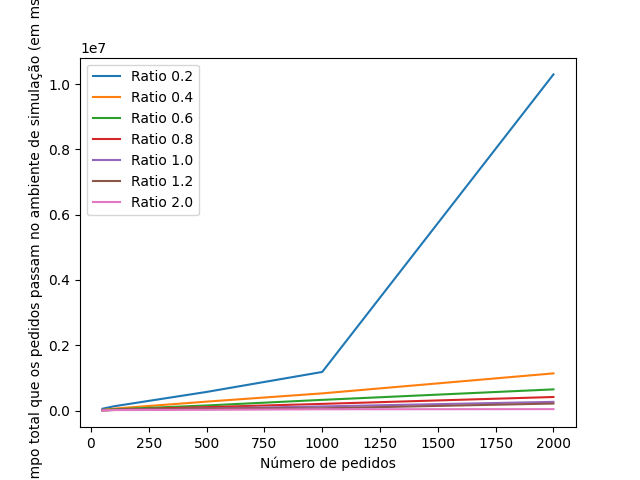 1e7
Ratio 0.2
Ratio 0.4
Ratio 0.6
Ratio 0.8
Ratio 1.0
Ratio 1.2
Ratio 2.0
1.0
0.8
0.6
0.4
0.2
0.0
0 250 500 750 1000 1250 1500 1750 2000
Número de pedidos
mpo total que os pedidos passam no ambiente de simulação (em ms